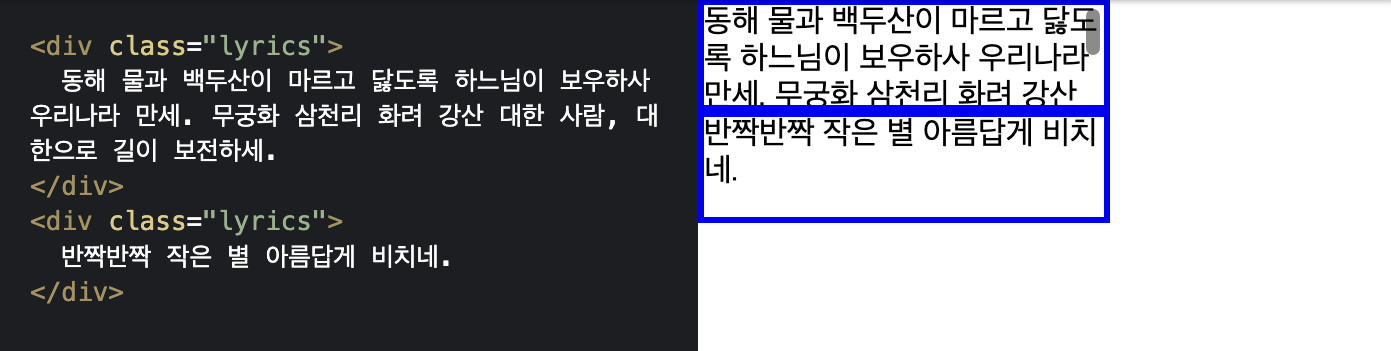 <div class="lyrics">
동해 물과 백두산이 마르고 닳도록 하느님이 보우하사
우리나라 만세. 무궁화 삼천리 화려 강산 대한 사람, 대
한으로 길이 보전하세.
</div>
<div class="lyrics">
반짝반짝 작은 별 아름답게 비치네.
</div>
동해 물과 백두산이 마르고 닳도
록 하느님이 보우하사 우리나라
만세. 무궁화 삼천리 화려 강산
반짝반짝 작은 별 아름답게 비치
네.